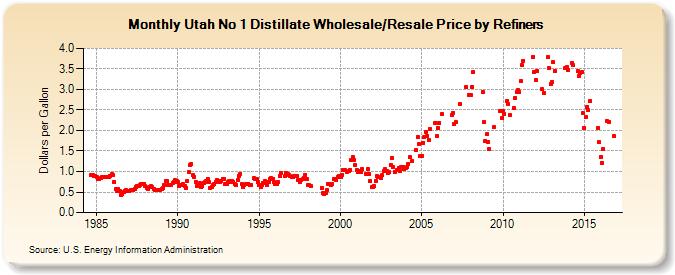 Monthly Utah No 1 Distillate Wholesale/Resale Price by Refiners
Dollars per Gallon
4.0
3.5
3.0
2.5
2.0
1.5
1.0
0.5
0.0
1985 1990 1995 2000 2005 2010 2015
Source: U.S. Energy Information Administration